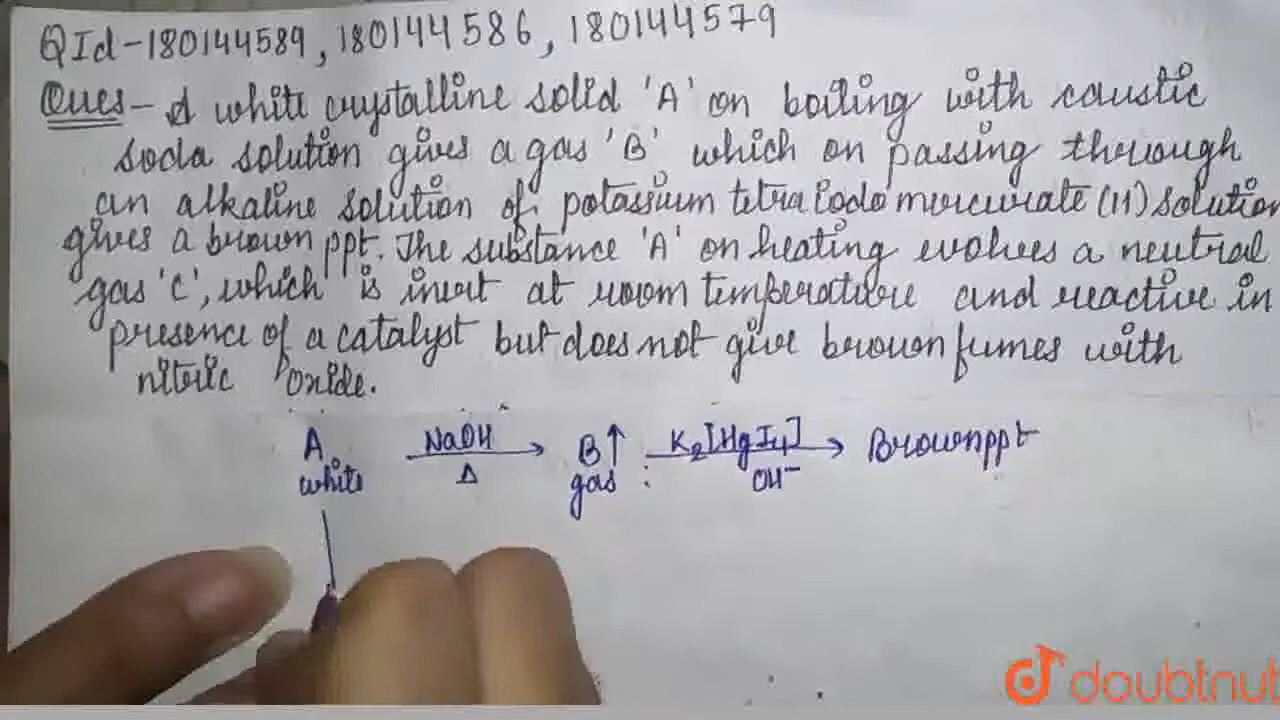 QId-180144589, 180144586, 180144579
Ques - A white crystalline solid 'A' on boiling with caustic
soda solution gives a gas 'B' which on passing through
an alkaline solution of potassium tetraiodo mercurate (II) solution
gives a brown ppt. The substance 'A' on heating evolves a neutral
gas 'C', which is inert at room temperature and reactive in
presence of a catalyst but does not give brown fumes with
nitric oxide.
A NaOH B↑ K2[HgI4] Brown ppt
white Δ gas : OH⁻
doubtnut